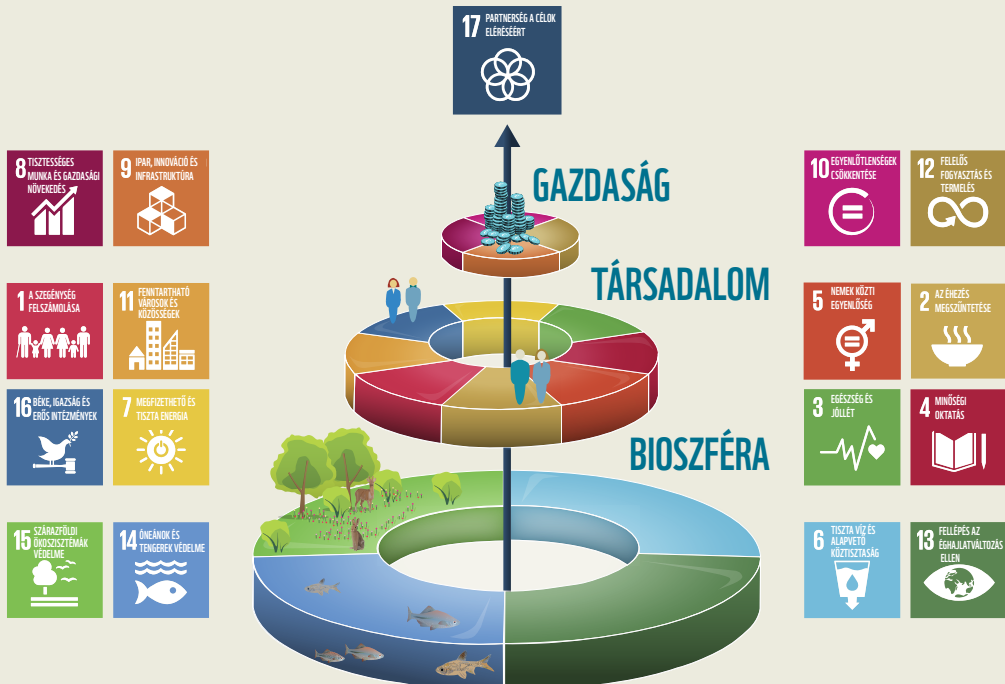 17 PARTNERSÉG A CÉLOK
ELÉRÉSÉÉRT
8 TISZTESSÉGES
MUNKA ÉS GAZDASÁGI
NÖVEKEDÉS
9 IPAR, INNOVÁCIÓ ÉS
INFRASTRUKTÚRA
GAZDASÁG
10 EGYENLŐTLENSÉGEK
CSÖKKENTÉSE
12 FELELŐS
FOGYASZTÁS ÉS
TERMELÉS
1 A SZEGÉNYSÉG
FELSZÁMOLÁSA
11 FENNTARTHATÓ
VÁROSOK ÉS
KÖZÖSSÉGEK
TÁRSADALOM
5 NEMEK KÖZTI
EGYENLŐSÉG
2 AZ ÉHEZÉS
MEGSZŰNTETÉSE
16 BÉKE, IGAZSÁG ÉS
ERŐS INTÉZMÉNYEK
7 MEGFIZETHETŐ ÉS
TISZTA ENERGIA
3 EGÉSZSÉG ÉS
JÓLLÉT
4 MINŐSÉGI
OKTATÁS
BIOSZFÉRA
15 SZÁRAZFÖLDI
ÖKOSZISZTÉMÁK
VÉDELME
14 ÓNEÁNOK ÉS
TENGEREK VÉDELME
6 TISZTA VÍZ ÉS
ALAPVETŐ
KÖZTISZTASÁG
13 FELLÉPÉS AZ
ÉGHAJLATVÁLTOZÁS
ELLEN